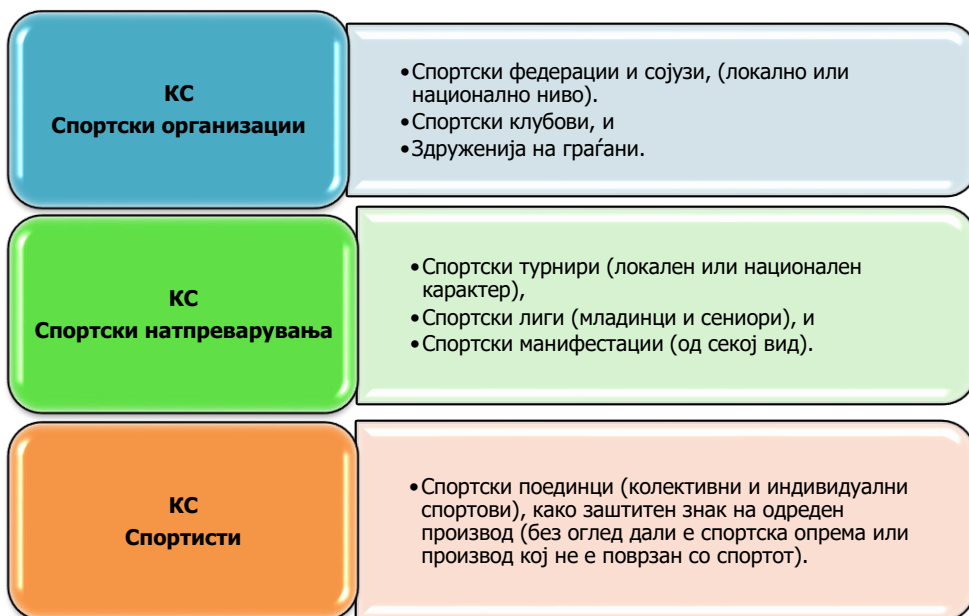 КС
Спортски организации
•Спортски федерации и сојузи, (локално или
национално ниво).
•Спортски клубови, и
•Здруженија на граѓани.
КС
Спортски натпреварувања
•Спортски турнири (локален или национален
карактер),
•Спортски лиги (младинци и сениори), и
•Спортски манифестации (од секој вид).
КС
Спортисти
•Спортски поединци (колективни и индивидуални
спортови), како заштитен знак на одреден
производ (без оглед дали е спортска опрема или
производ кој не е поврзан со спортот).